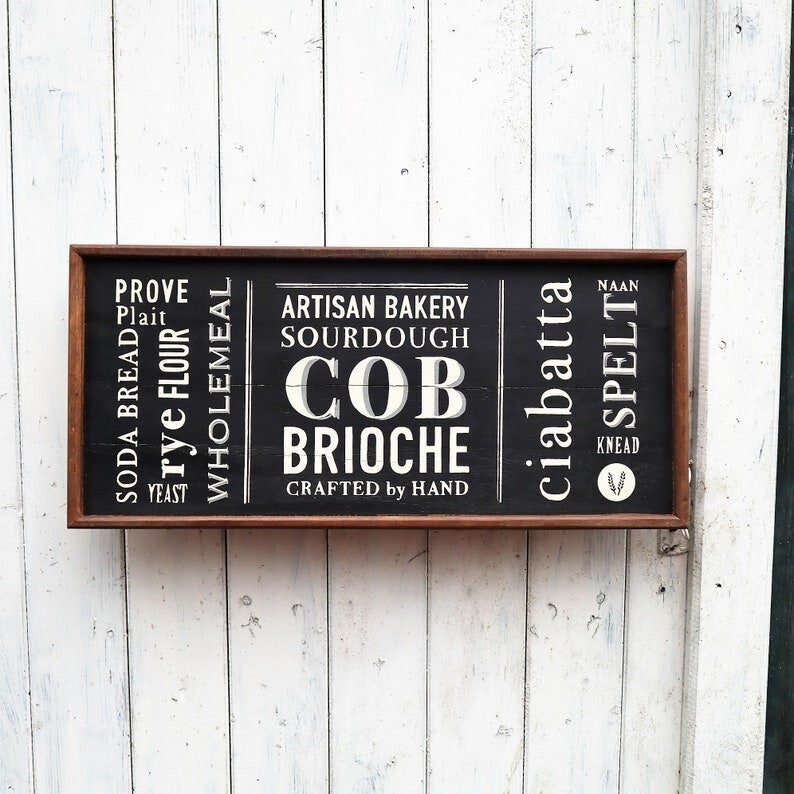 PROVE
Plait
SODA BREAD
rye FLOUR
YEAST
WHOLEMEAL
ARTISAN BAKERY
SOURDOUGH
COB
BRIOCHE
CRAFTED by HAND
ciabatta
NAAN
SPELT
KNEAD